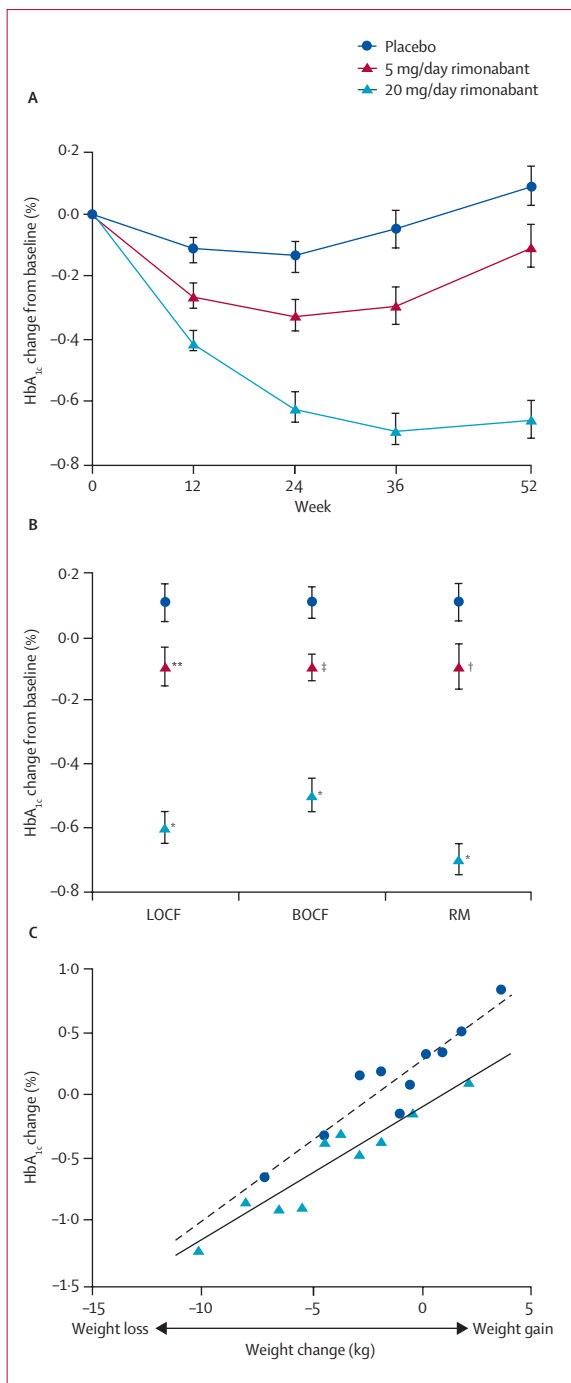 Placebo
5 mg/day rimonabant
20 mg/day rimonabant
A
HbA1c change from baseline (%)
0·2
0·0
−0·2
−0·4
−0·6
−0·8
0 12 24 36 52
Week
B
HbA1c change from baseline (%)
0·2
0·0
−0·2
−0·4
−0·6
−0·8
** ‡ †
* * *
LOCF BOCF RM
C
HbA1c change (%)
1·0
0·5
0·0
−0·5
−1·0
−1·5
−15 −10 −5 0 5
Weight loss Weight gain
Weight change (kg)